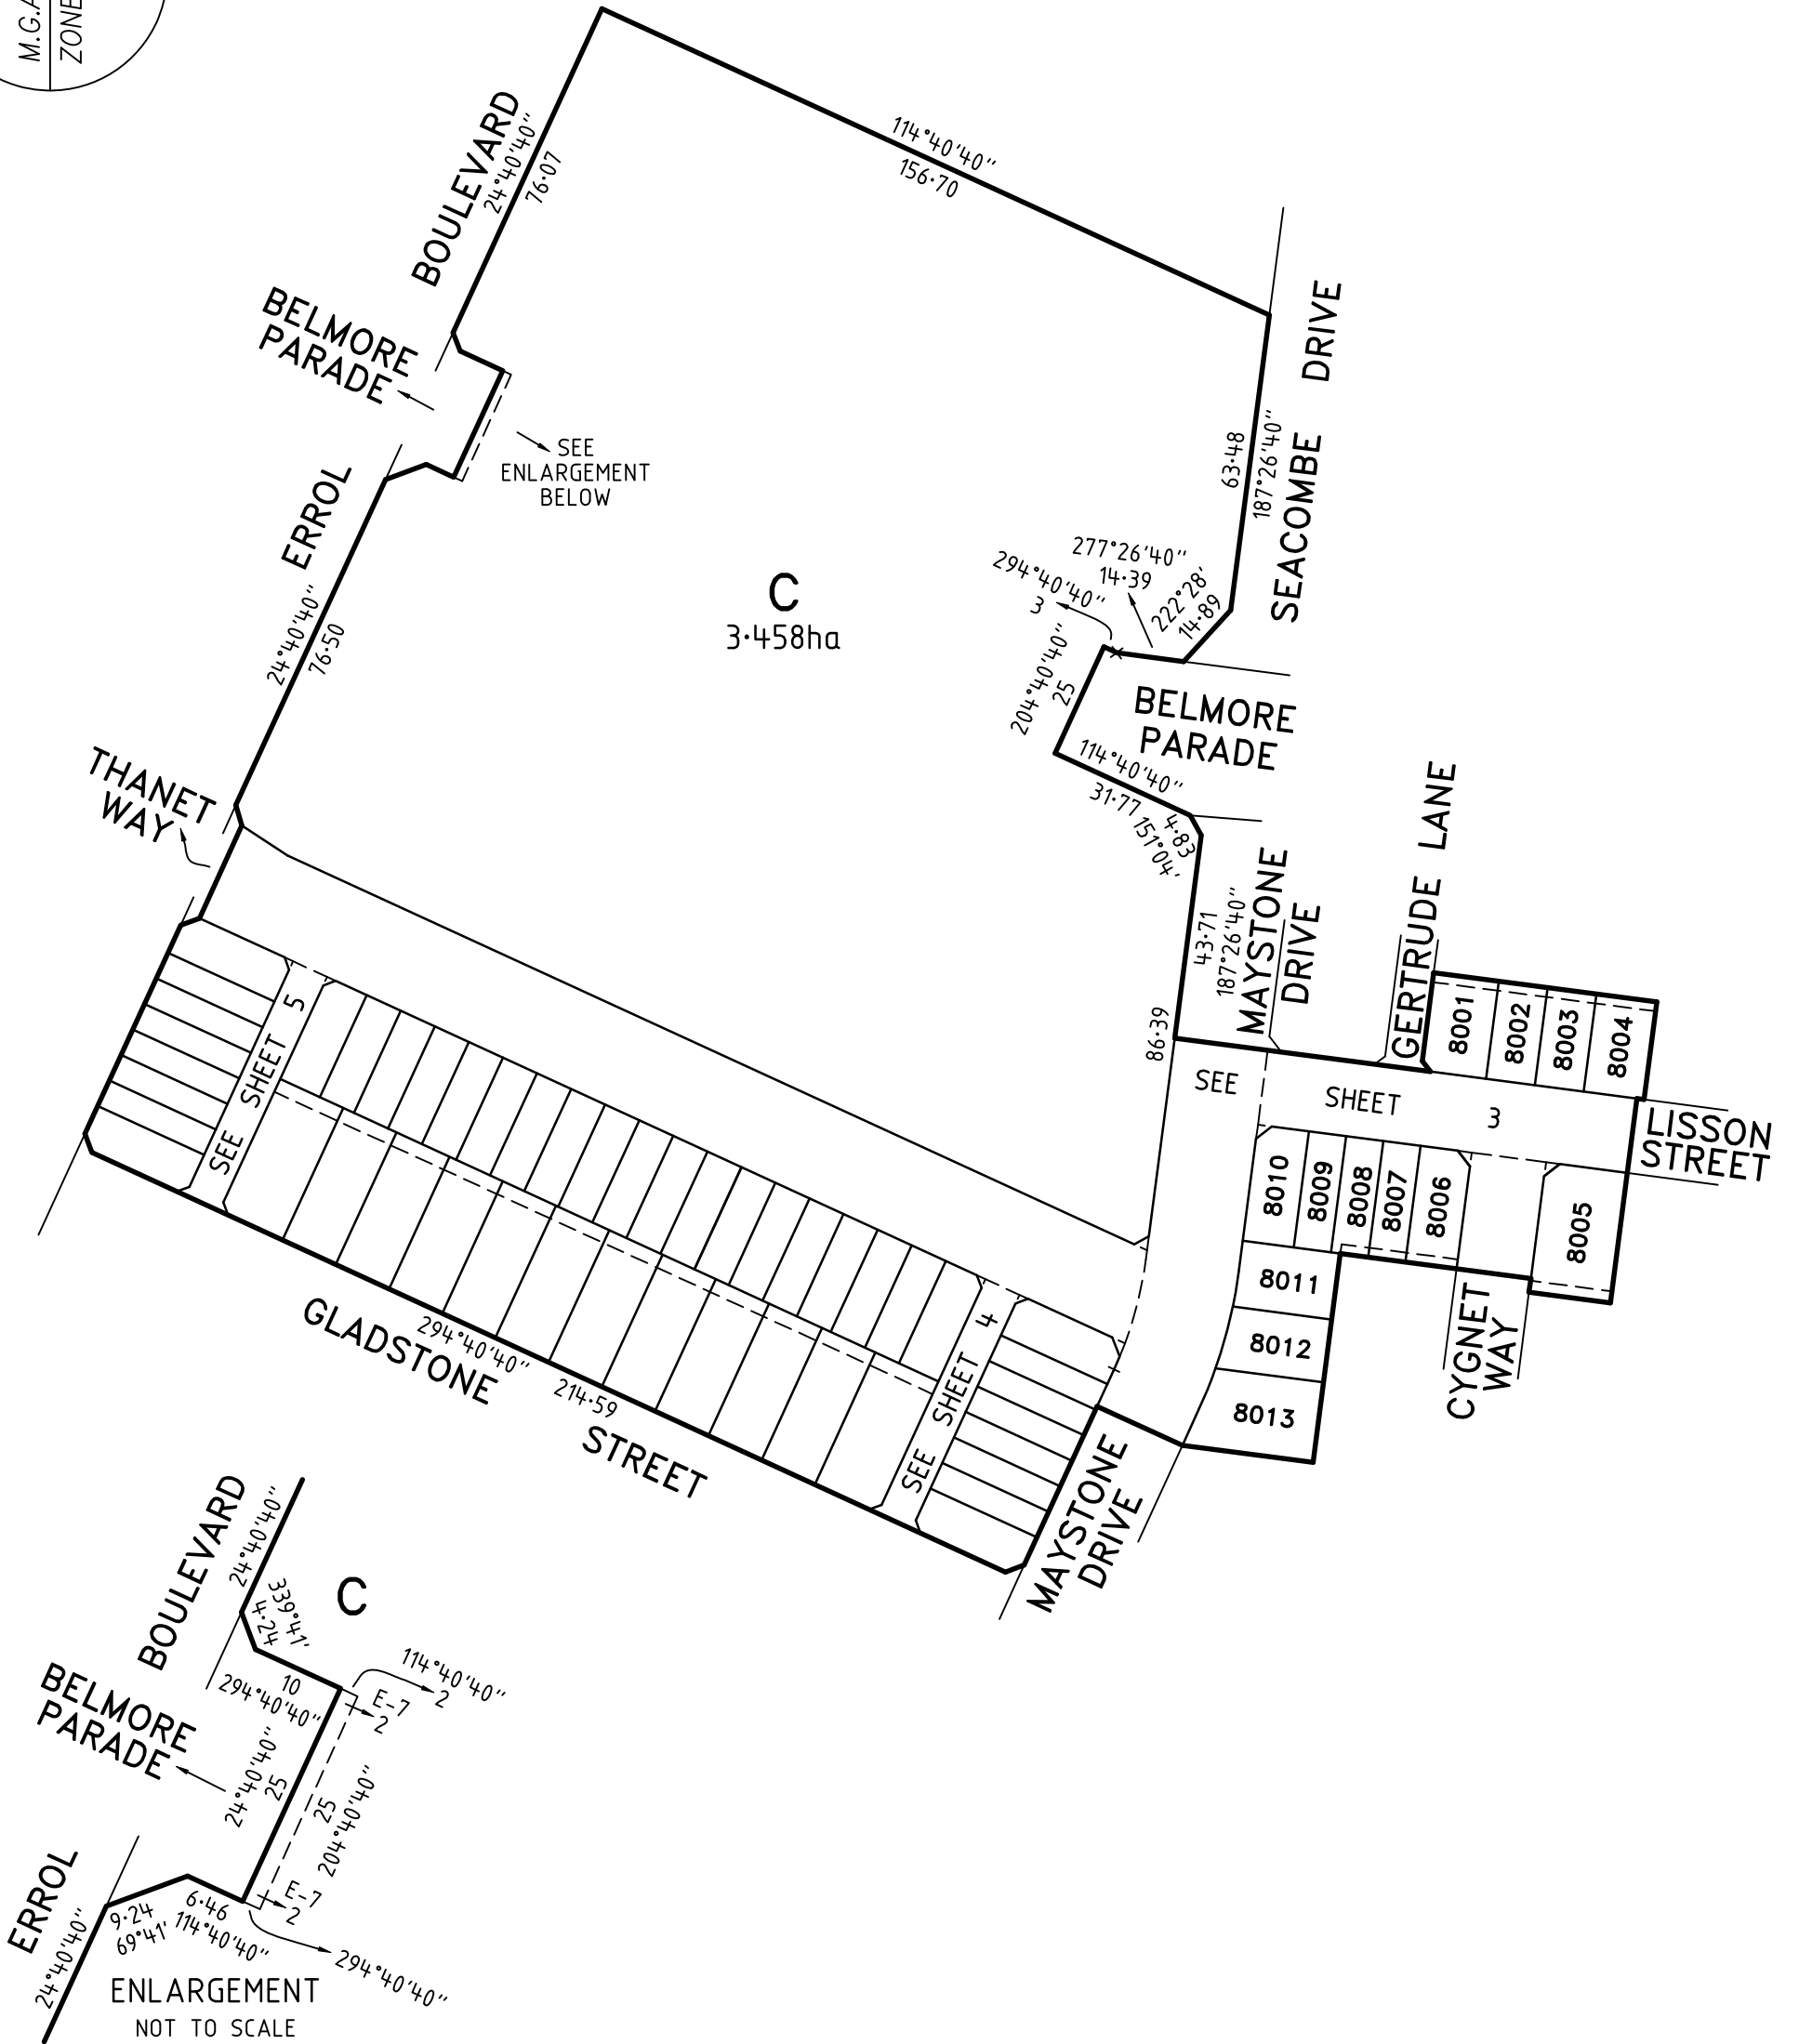 M.G.A
ZONE
BOULEVARD
24°40'40"
76·07
114°40'40"
156·70
BELMORE
PARADE
SEE
ENLARGEMENT
BELOW
ERROL
24°40'40"
76·50
C
3·458ha
SEACOMBE DRIVE
63·48
187°26'40"
277°26'40"
14·39
294°40'40"
3
222°28'
14·89
204°40'40"
25
BELMORE
PARADE
114°40'40"
31·77
4·83
151°04'
THANET
WAY
43·71
187°26'40"
MAYSTONE
DRIVE
GERTRUDE LANE
86·39
8001
8002
8003
8004
SEE SHEET 3
LISSON
STREET
SEE SHEET 5
8010
8009
8008
8007
8006
8005
8011
8012
8013
CYGNET
WAY
SEE SHEET 4
GLADSTONE STREET
294°40'40"
214·59
MAYSTONE
DRIVE
BOULEVARD
24°40'40"
C
339°41'
4·24
10
294°40'40"
114°40'40"
2
E-7
2
BELMORE
PARADE
24°40'40"
25
25
204°40'40"
E-7
2
ERROL
24°40'40"
9·24
69°41'
6·46
114°40'40"
294°40'40"
ENLARGEMENT
NOT TO SCALE